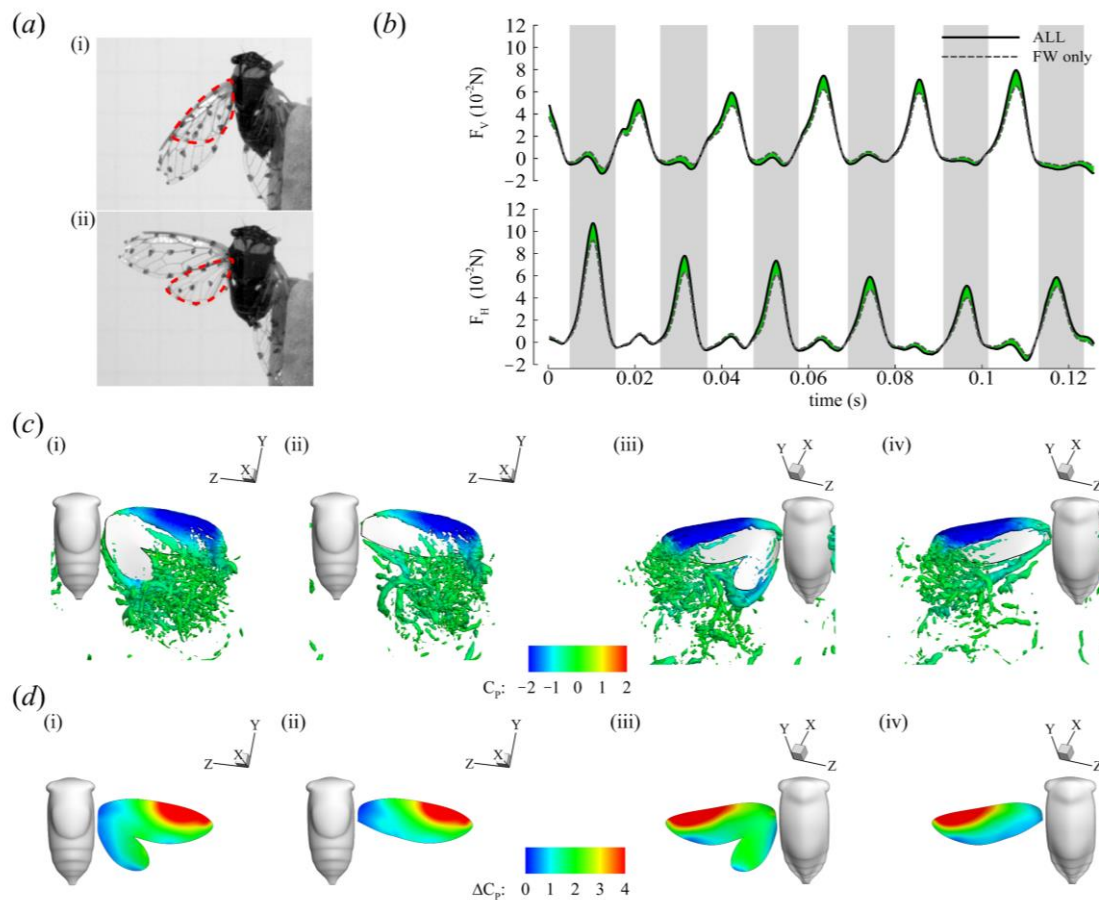 (a)
(i)
(ii)
(b)
12
10
8
6
4
2
0
−2
F_V (10^-2N)
ALL
FW only
12
10
8
6
4
2
0
−2
F_H (10^-2N)
0 0.02 0.04 0.06 0.08 0.1 0.12
time (s)
(c)
(i) (ii) (iii) (iv)
Y X Z
Y X Z
Y X Z
Y X Z
C_P: −2 −1 0 1 2
(d)
(i) (ii) (iii) (iv)
Y X Z
Y X Z
Y X Z
Y X Z
ΔC_P: 0 1 2 3 4